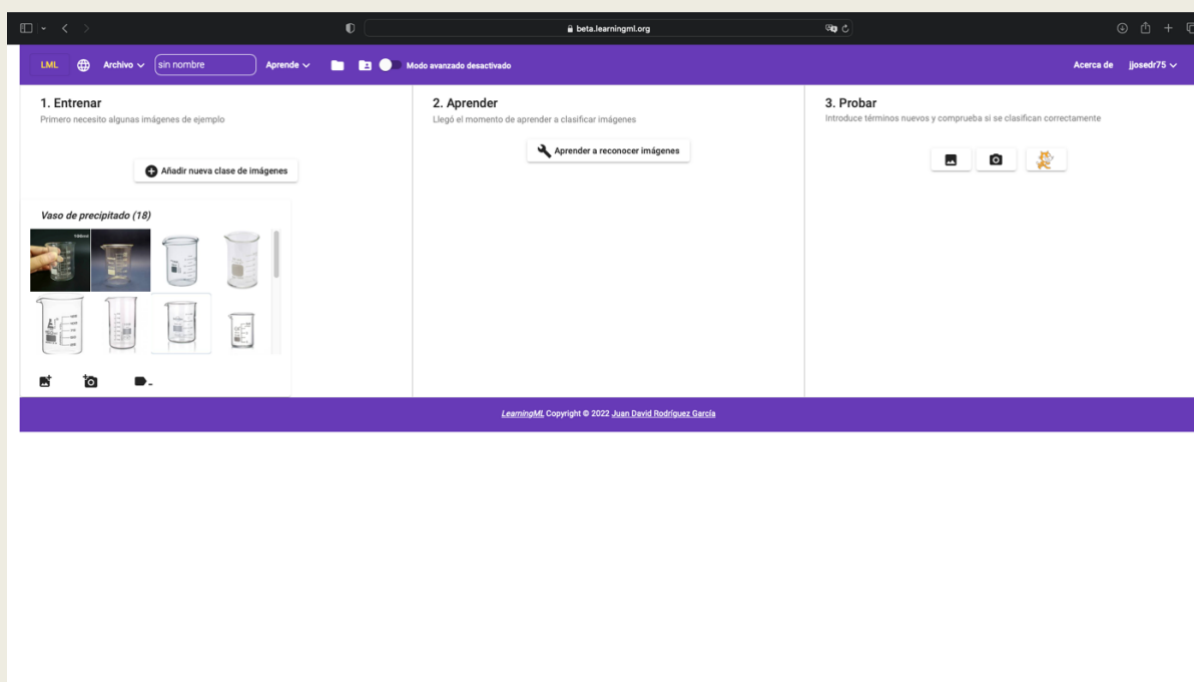 beta.learningml.org
LML Archivo sin nombre Aprende Modo avanzado desactivado Acerca de jjosedr75
1. Entrenar
Primero necesito algunas imágenes de ejemplo
Añadir nueva clase de imágenes
Vaso de precipitado (18)
2. Aprender
Llegó el momento de aprender a clasificar imágenes
Aprender a reconocer imágenes
3. Probar
Introduce términos nuevos y comprueba si se clasifican correctamente
LearningML Copyright © 2022 Juan David Rodríguez García